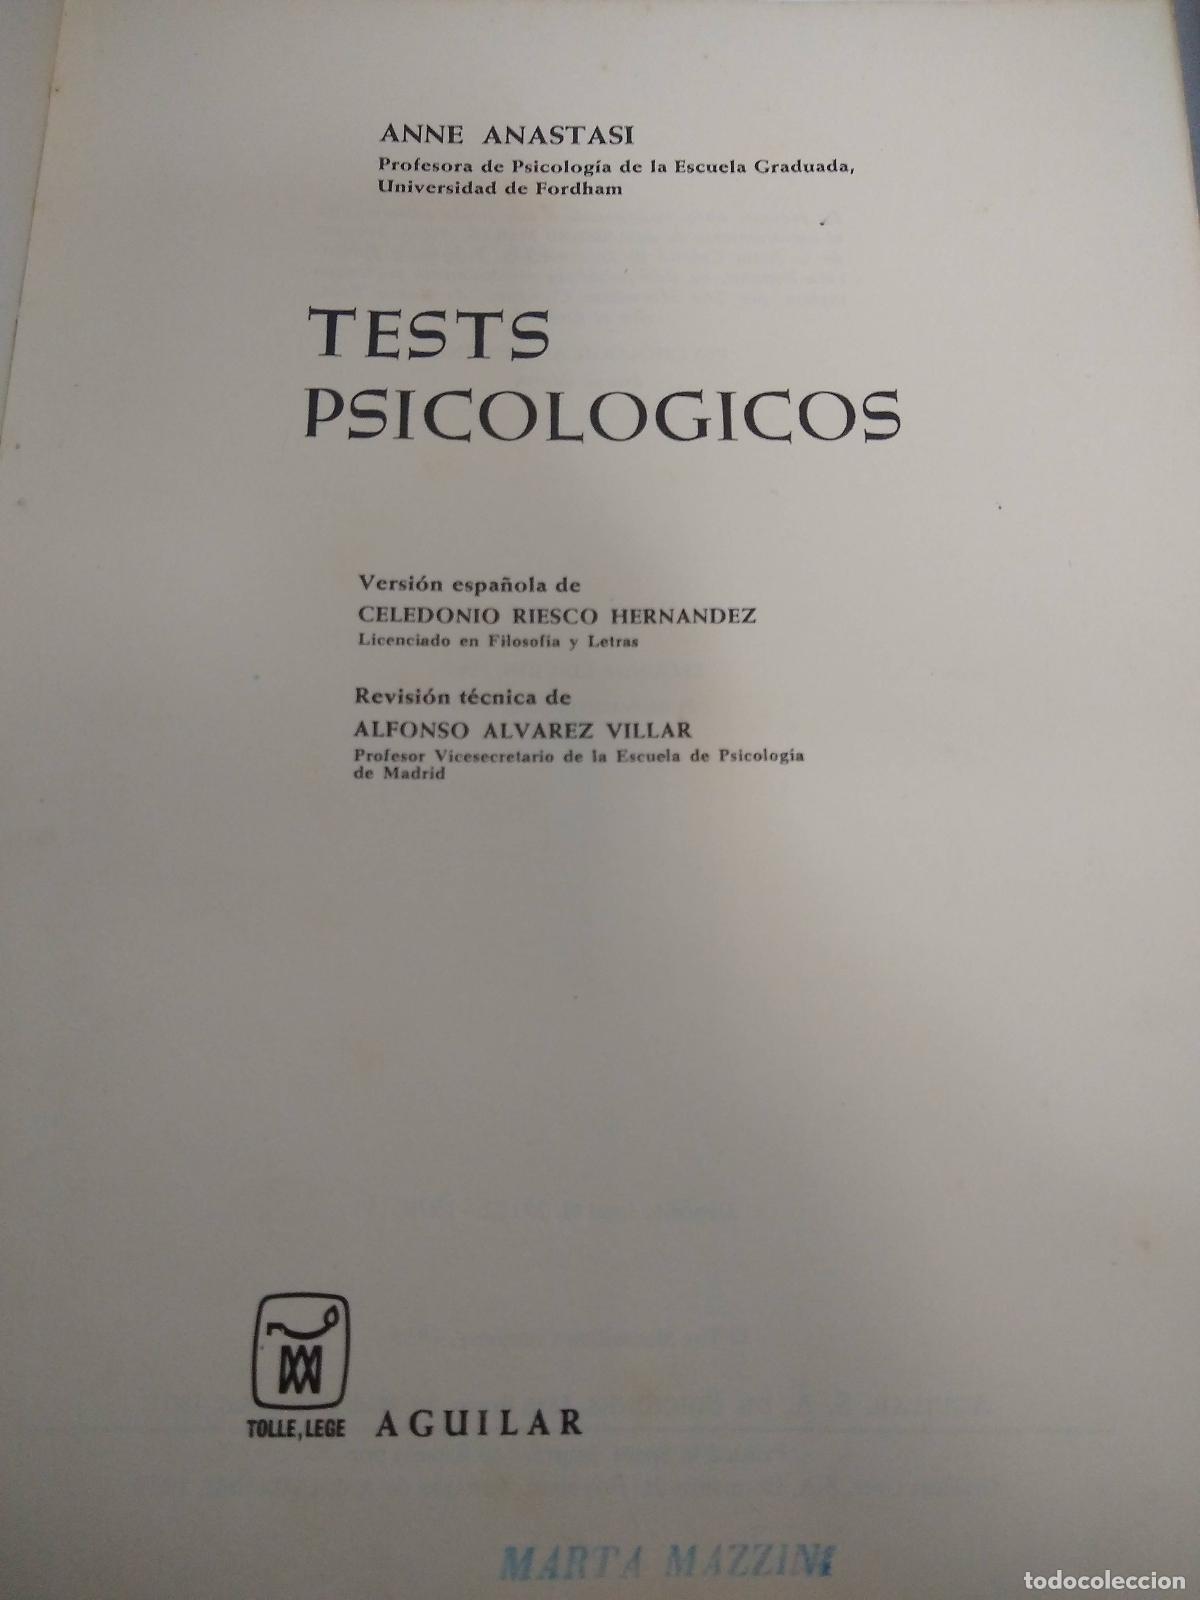 ANNE ANASTASI
Profesora de Psicología de la Escuela Graduada,
Universidad de Fordham
TESTS
PSICOLOGICOS
Versión española de
CELEDONIO RIESCO HERNANDEZ
Licenciado en Filosofía y Letras
Revisión técnica de
ALFONSO ALVAREZ VILLAR
Profesor Vicesecretario de la Escuela de Psicología
de Madrid
TOLLE, LEGE
AGUILAR
MARTA MAZZINI
todocoleccion